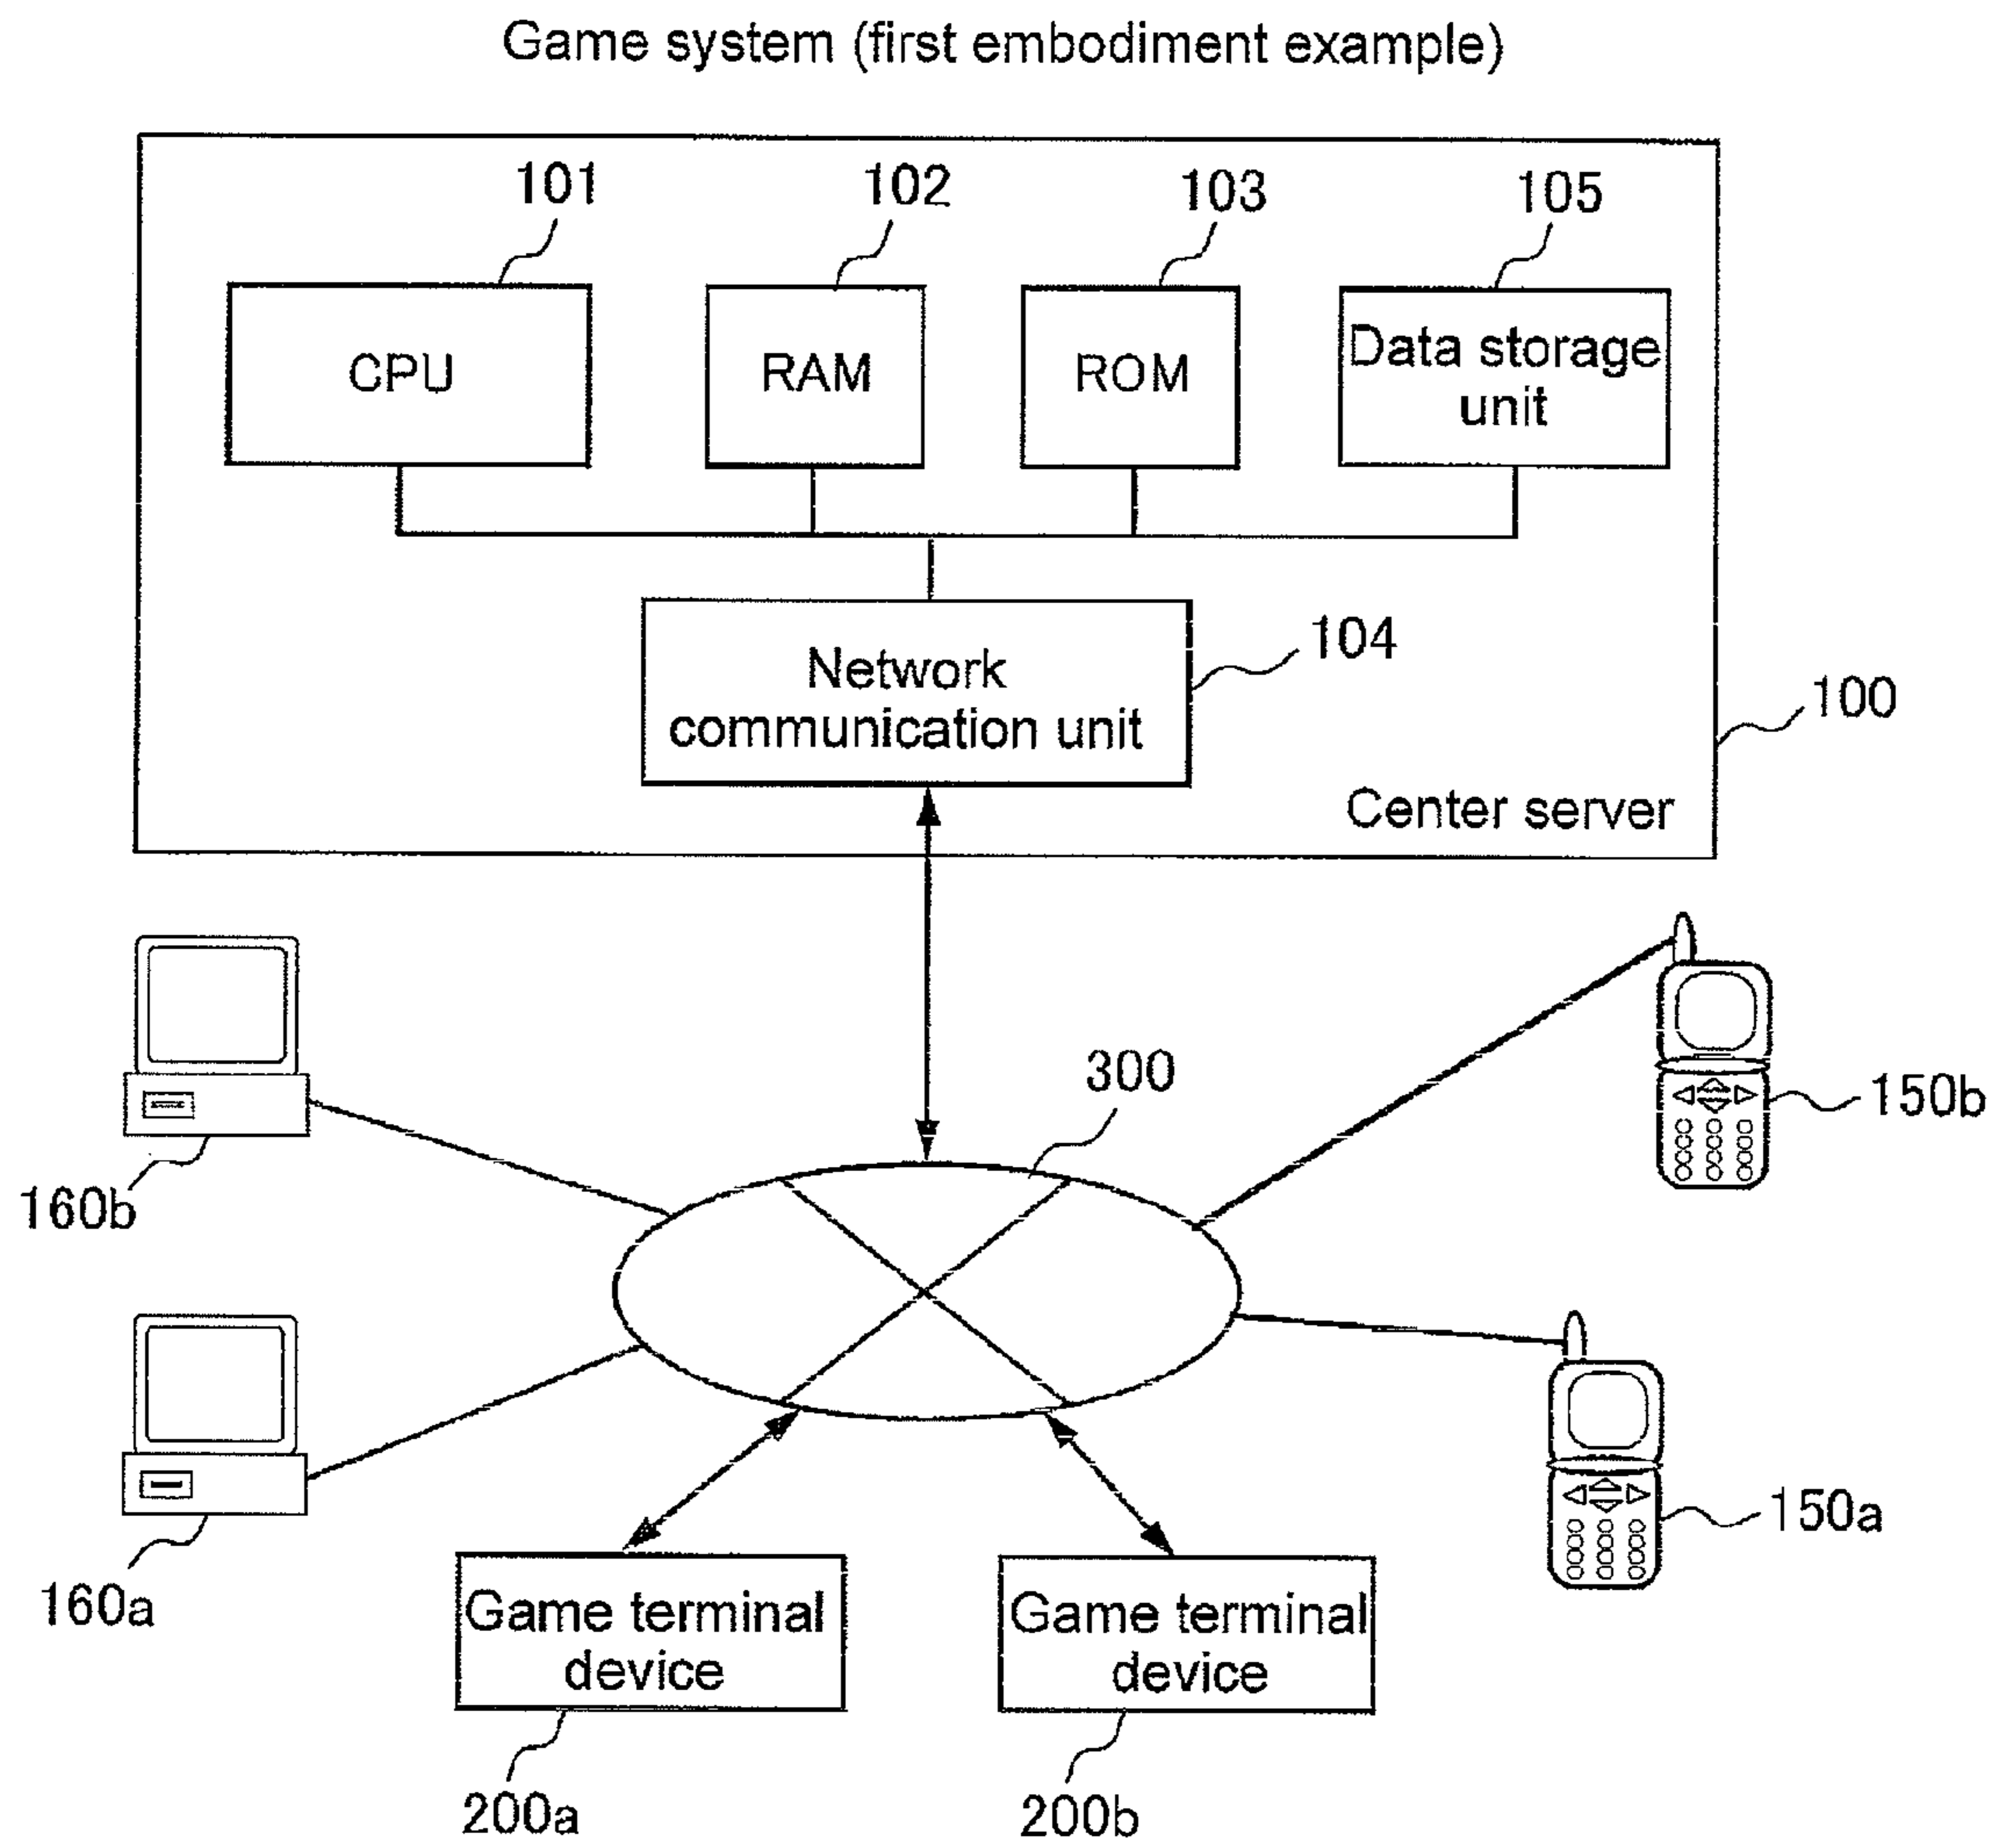 Game system (first embodiment example)
101
102
103
105
CPU
RAM
ROM
Data storage
unit
104
Network
communication unit
100
Center server
300
150b
160b
150a
160a
Game terminal
device
Game terminal
device
200a
200b